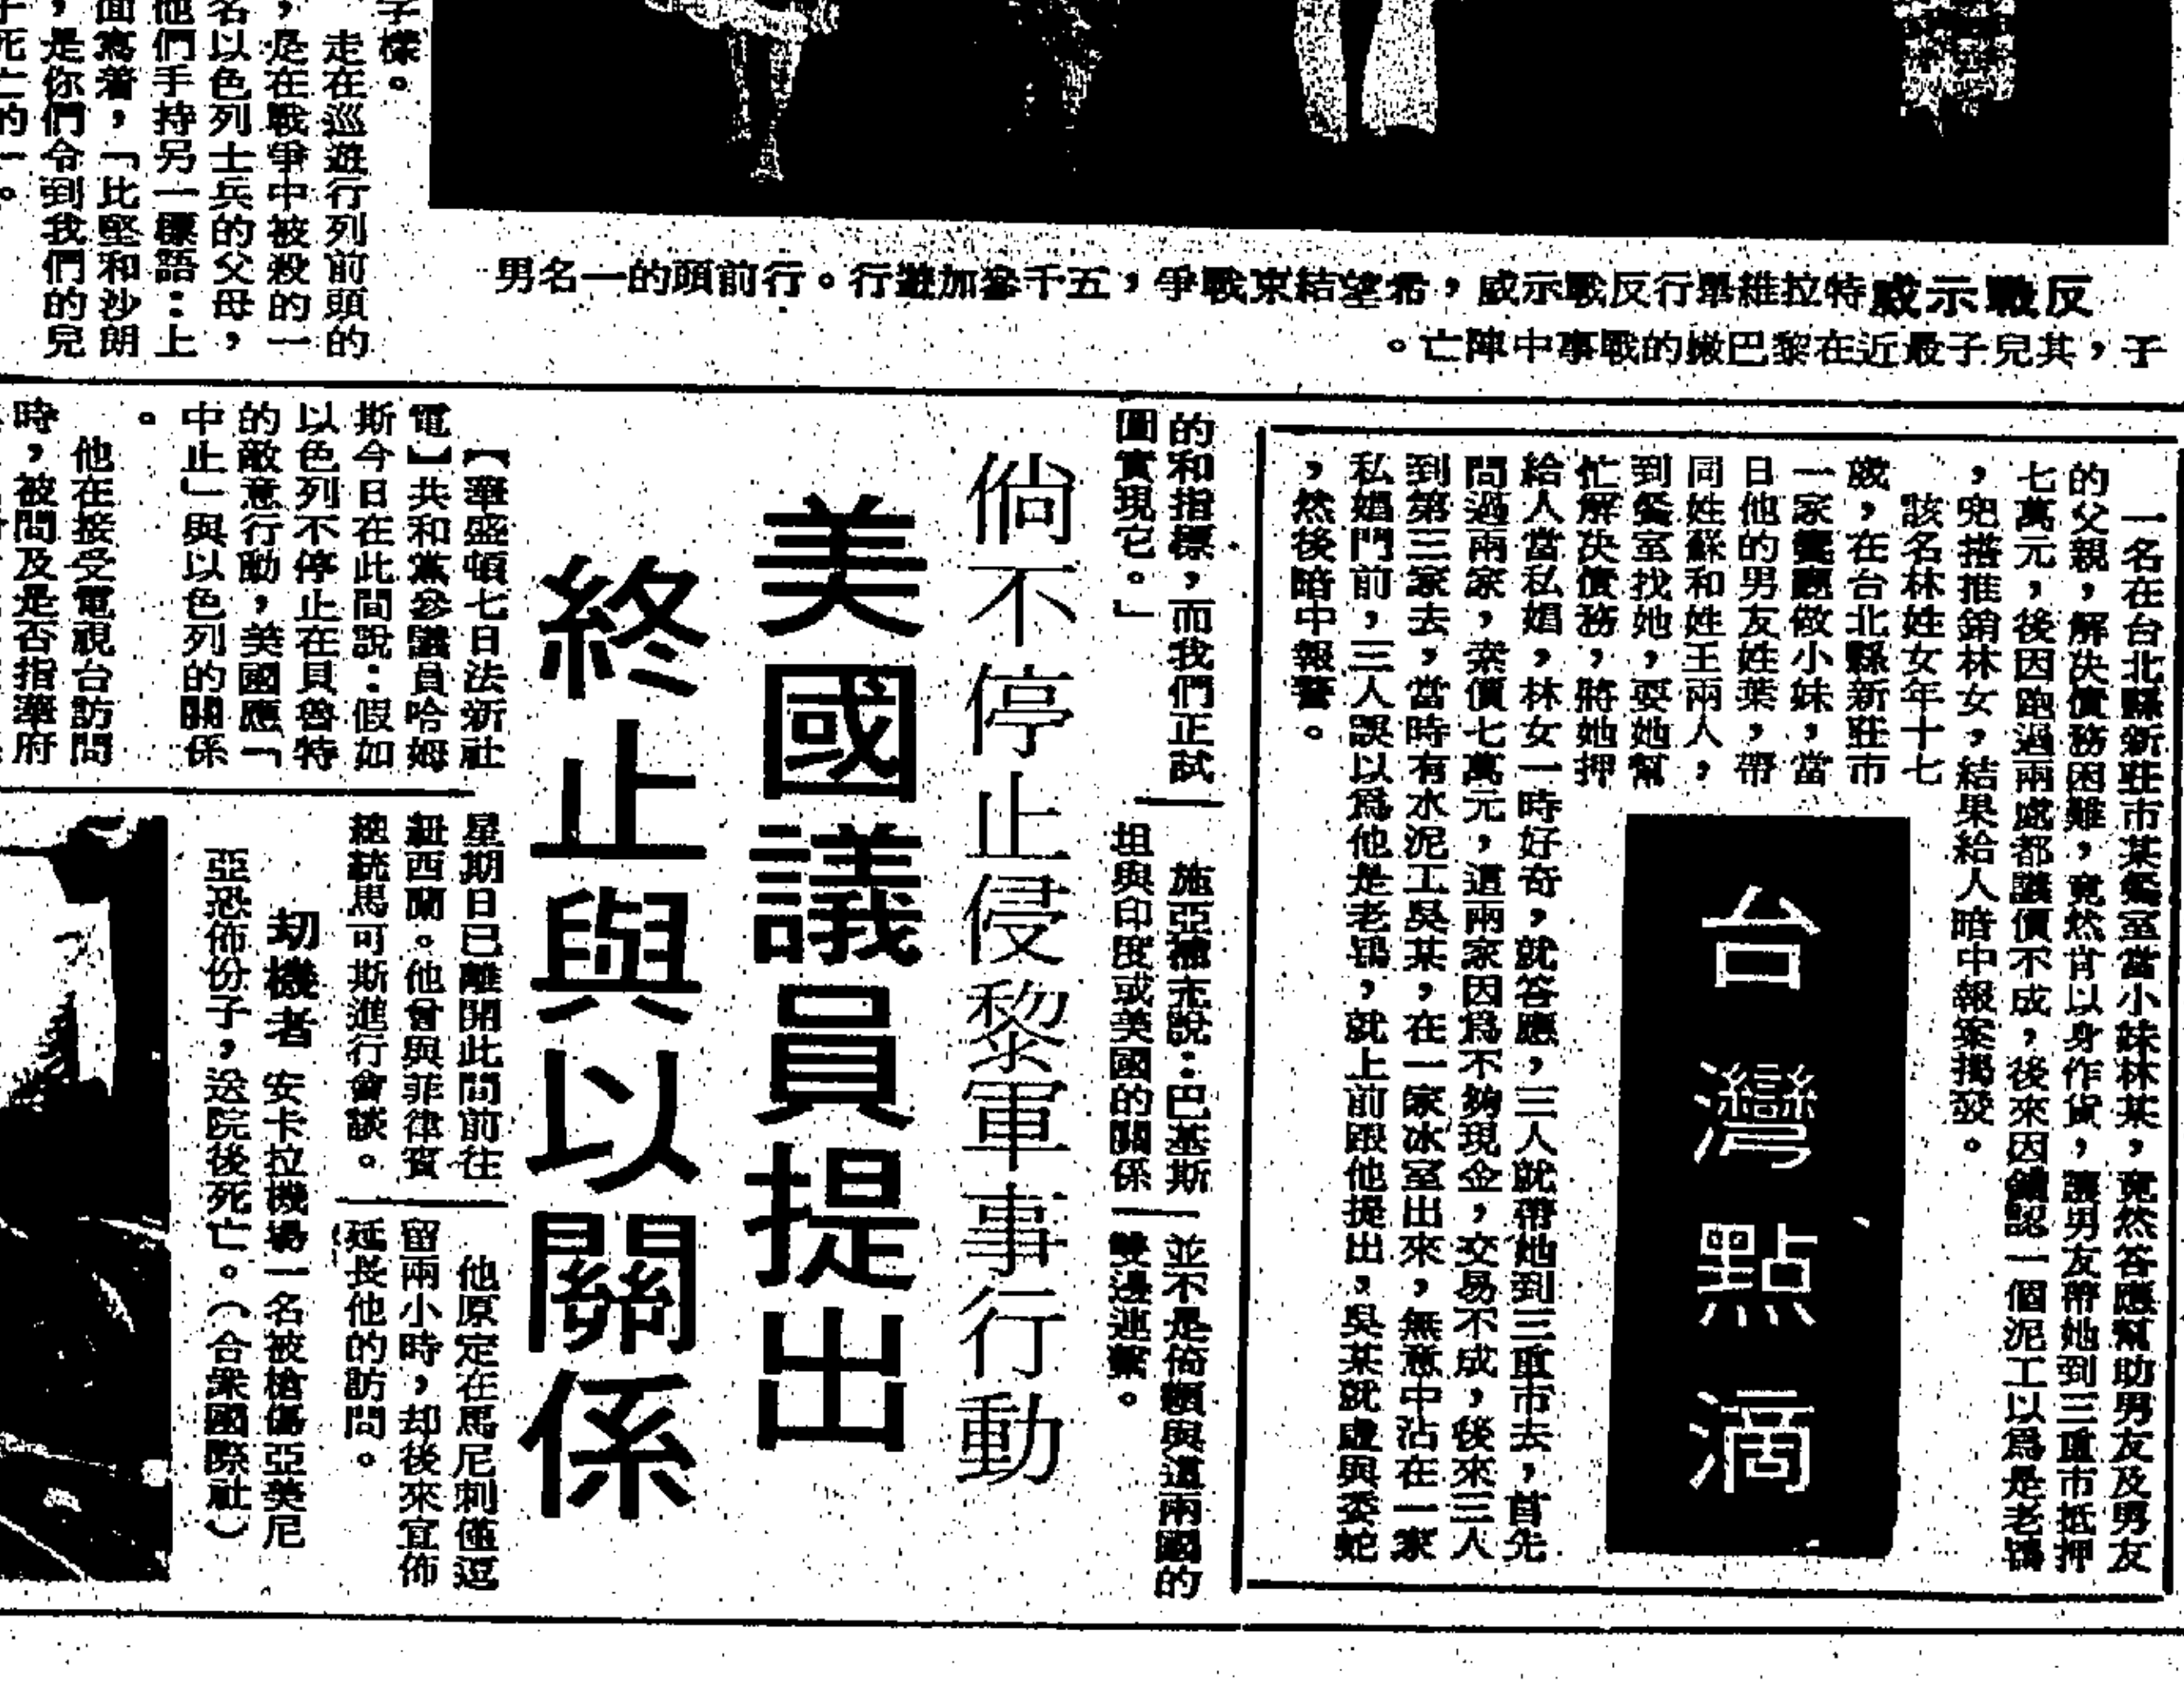 反戰示威特拉維舉行反戰示威，希望結束戰爭，五千參加遊行。行前頭的一名男
子，其兒子最近在黎巴嫩的戰事中陣亡。
台灣點滴
一名在台北縣新莊市某餐室當小妹林某，竟然答應幫助男友及男友
的父親，解決債務困難，竟然肯以身作貨，讓男友帶她到三重市抵押
七萬元，後因跑過兩處都讓價不成，後來因錯認一個泥工以爲是老鴇
，兜搭推銷林女，結果給人暗中報案揭發。
該名林姓女年十七
歲，在台北縣新莊市
一家餐廳做小妹，當
日他的男友姓葉，帶
同姓蘇和姓王兩人，
到餐室找她，要她幫
忙解決債務，將她押
給人當私娼，林女一時好奇，就答應，三人就帶她到三重市去，首先
問過兩家，索價七萬元，這兩家因爲不夠現金，交易不成，後來三人
到第三家去，當時有水泥工吳某，在一家冰室出來，無意中沾在一家
私娼門前，三人誤以爲他是老鴇，就上前跟他提出，吳某就虛與委蛇
，然後暗中報警。
的和指標，而我們正試
圖實現它。」
施亞 說：巴基斯
坦與印度或美國的關係
並不是倚賴與這兩國的
雙邊連繫。
倘不停止侵黎軍事行動
美國議員提出
終止與以關係
【華盛頓七日法新社
電】共和黨參議員哈姆
斯今日在此間說：假如
以色列不停止在貝魯特
的敵意行動，美國應「
中止」與以色列的關係
。
他在接受電視台訪問
時，被問及是否指華府
星期日已離開此間前往
紐西蘭。他曾與菲律賓
總統馬可斯進行會談。
他原定在馬尼剌僅逗
留兩小時，却後來宣佈
延長他的訪問。
劫機者 安卡拉機場一名被槍傷亞美尼
亞恐佈份子，送院後死亡。（合衆國際社）
字樣。
走在巡遊行列前頭的
，是在戰爭中被殺的一
名以色列士兵的父母，
他們手持另一標語：上
面寫着，「比堅和沙朗
，是你們令到我們的兒
子死亡的一。